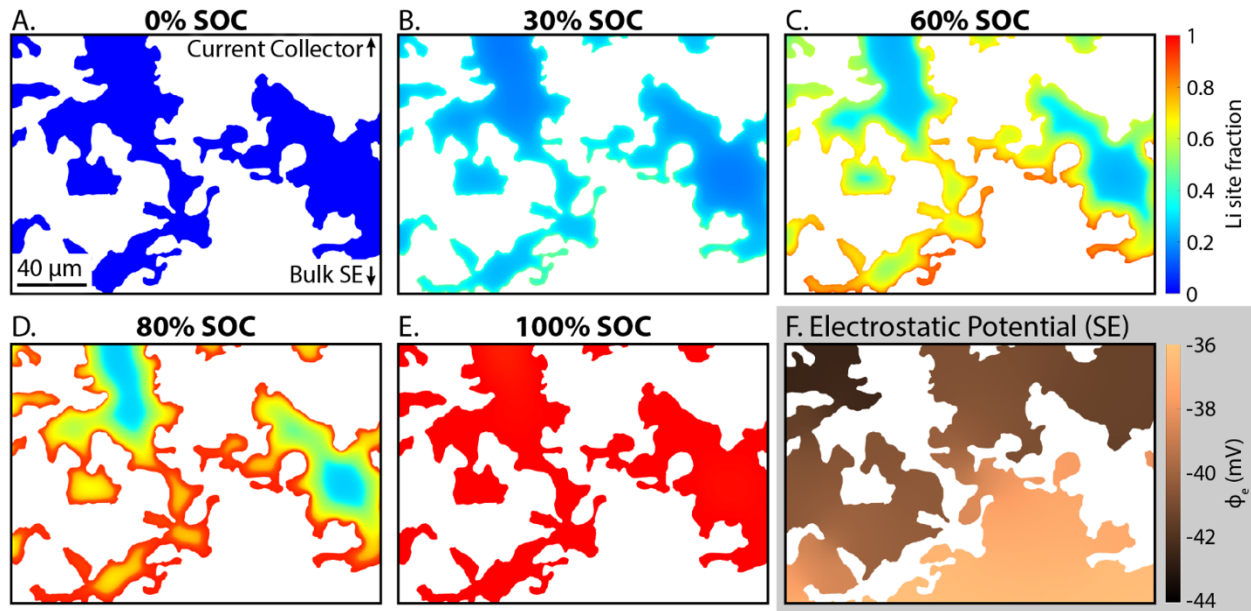 A. 0% SOC
B. 30% SOC
C. 60% SOC
Current Collector↑
Bulk SE↓
40 μm
1
0.8
0.6
0.4
0.2
0
Li site fraction
D. 80% SOC
E. 100% SOC
F. Electrostatic Potential (SE)
-36
-38
-40
-42
-44
ϕe (mV)